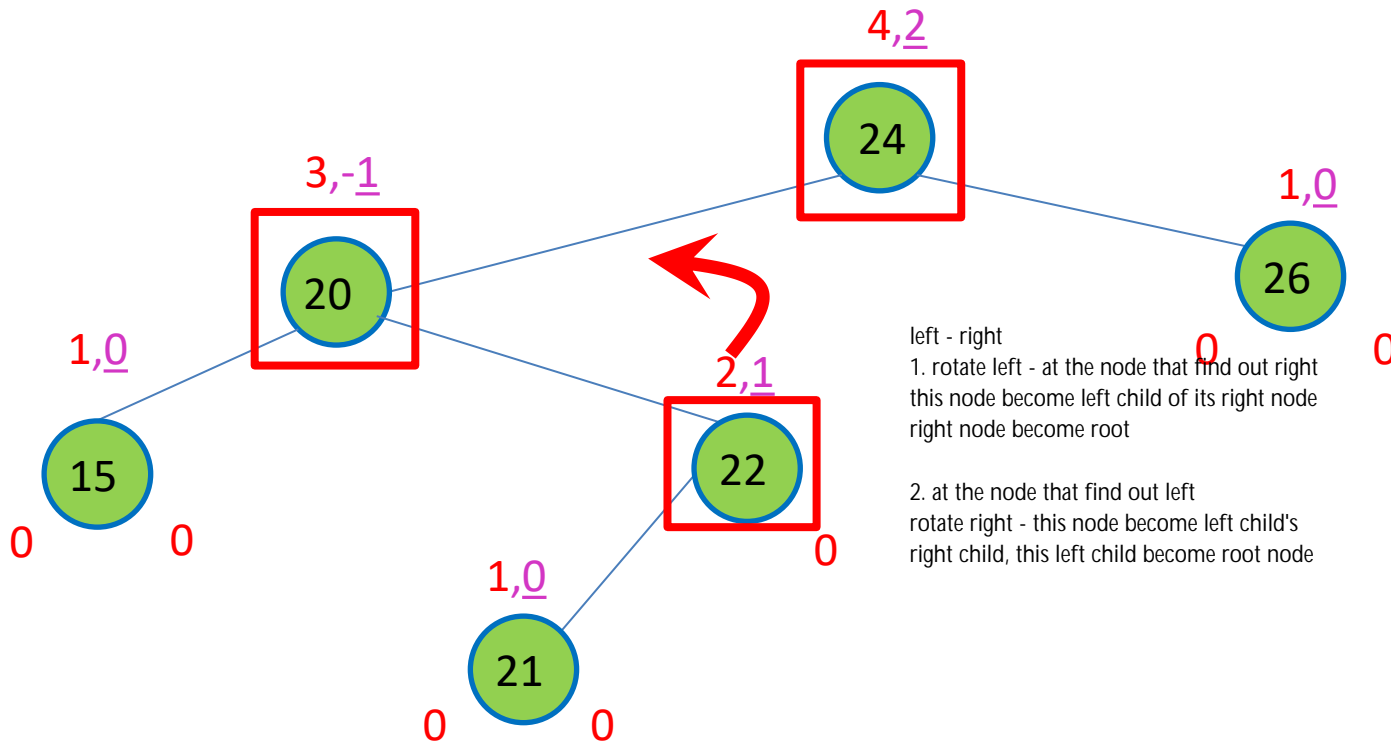 4,2
24
3,-1
20
1,0
26
0
0
1,0
15
0
0
2,1
22
0
1,0
21
0
0
left - right
1. rotate left - at the node that find out right
this node become left child of its right node
right node become root
2. at the node that find out left
rotate right - this node become left child's
right child, this left child become root node